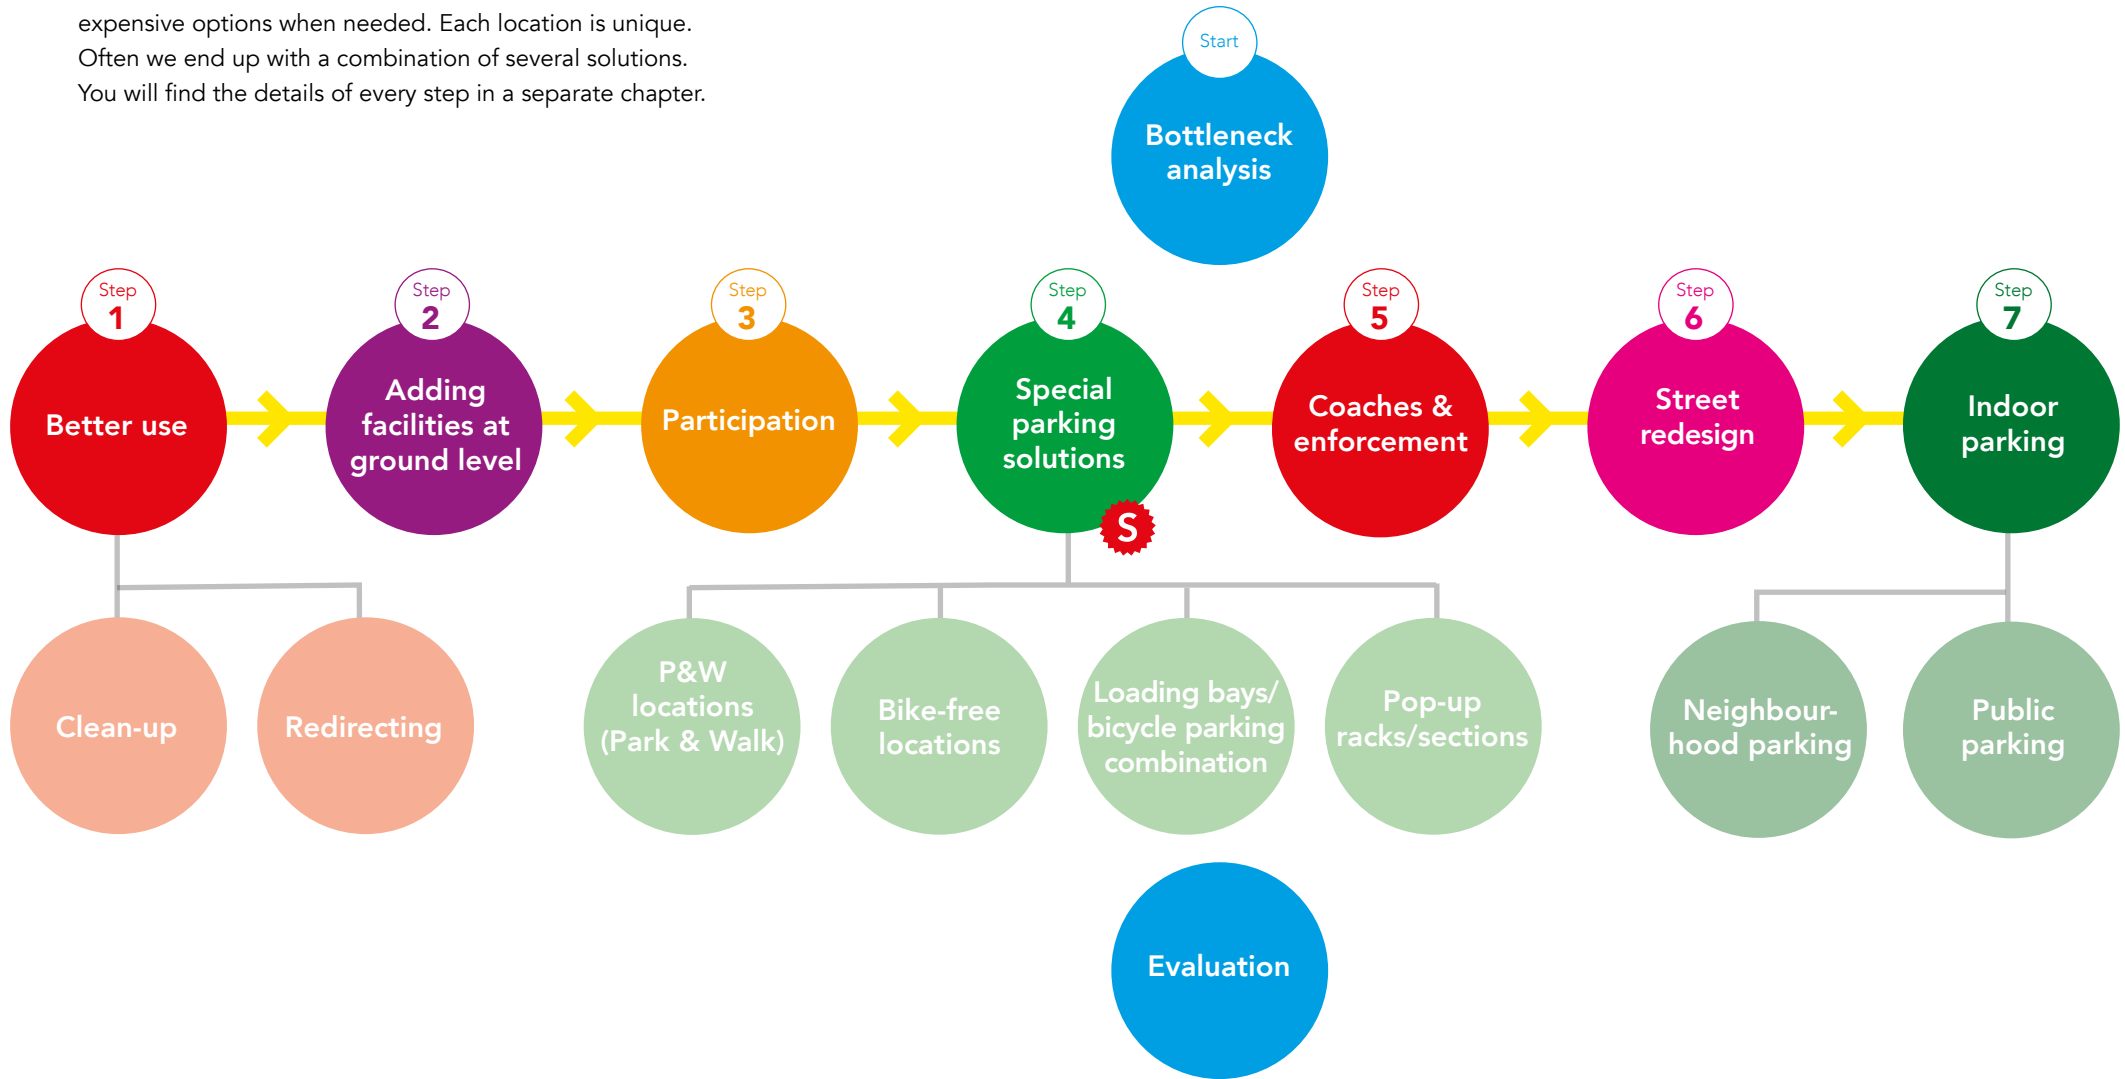 expensive options when needed. Each location is unique.
Often we end up with a combination of several solutions.
You will find the details of every step in a separate chapter.
Start
Bottleneck
analysis
Step
1
Better use
Step
2
Adding
facilities at
ground level
Step
3
Participation
Step
4
Special
parking
solutions
S
Step
5
Coaches &
enforcement
Step
6
Street
redesign
Step
7
Indoor
parking
Clean-up
Redirecting
P&W
locations
(Park & Walk)
Bike-free
locations
Loading bays/
bicycle parking
combination
Pop-up
racks/sections
Neighbour-
hood parking
Public
parking
Evaluation